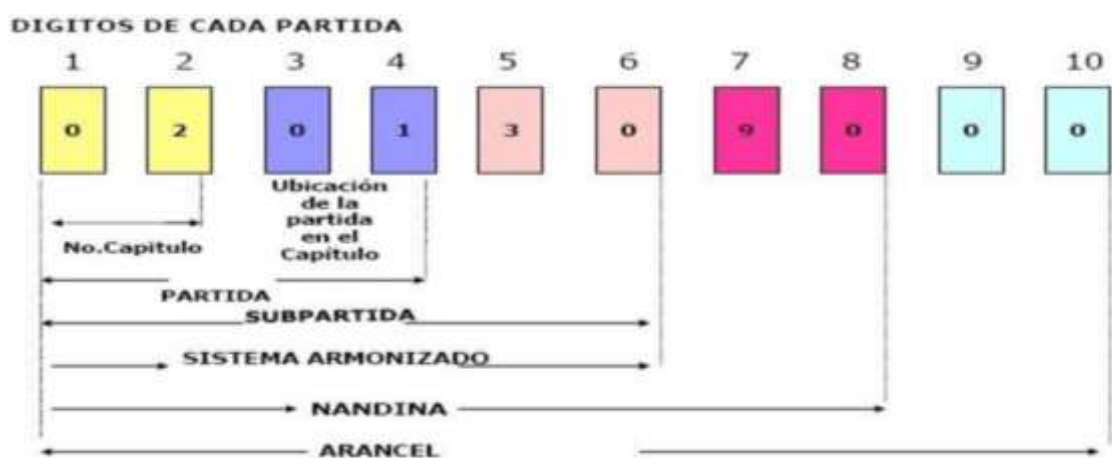 DIGITOS DE CADA PARTIDA
1 2 3 4 5 6 7 8 9 10
0 2 0 1 3 0 9 0 0 0
No.Capitulo
Ubicación
de la
partida
en el
Capítulo
PARTIDA
SUBPARTIDA
SISTEMA ARMONIZADO
NANDINA
ARANCEL